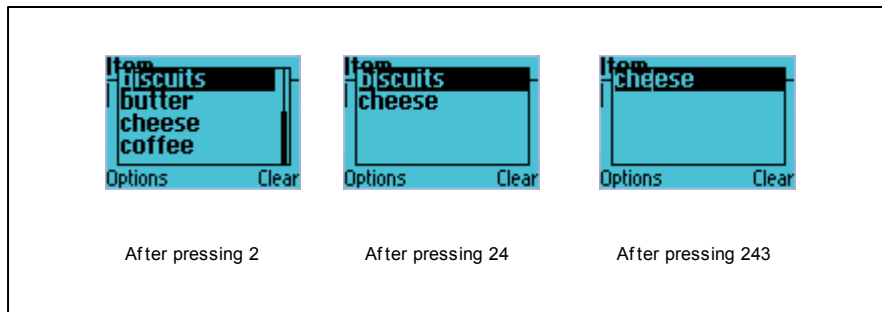 Item
biscuits
butter
cheese
coffee
Options Clear
Item
biscuits
cheese
Options Clear
Item
cheese
Options Clear
After pressing 2
After pressing 24
After pressing 243